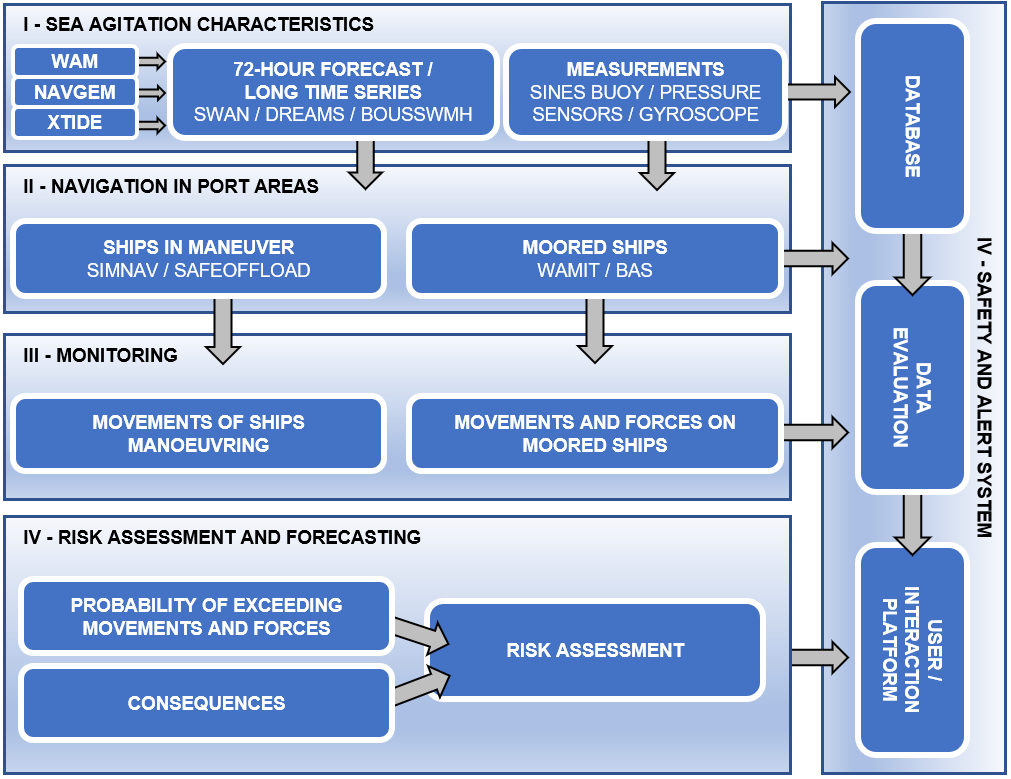 I - SEA AGITATION CHARACTERISTICS
WAM
NAVGEM
XTIDE
72-HOUR FORECAST /
LONG TIME SERIES
SWAN / DREAMS / BOUSSWMH
MEASUREMENTS
SINES BUOY / PRESSURE
SENSORS / GYROSCOPE
II - NAVIGATION IN PORT AREAS
SHIPS IN MANEUVER
SIMNAV / SAFEOFFLOAD
MOORED SHIPS
WAMIT / BAS
III - MONITORING
MOVEMENTS OF SHIPS
MANOEUVRING
MOVEMENTS AND FORCES ON
MOORED SHIPS
IV - RISK ASSESSMENT AND FORECASTING
PROBABILITY OF EXCEEDING
MOVEMENTS AND FORCES
CONSEQUENCES
RISK ASSESSMENT
IV - SAFETY AND ALERT SYSTEM
DATABASE
DATA
EVALUATION
USER /
INTERACTION
PLATFORM